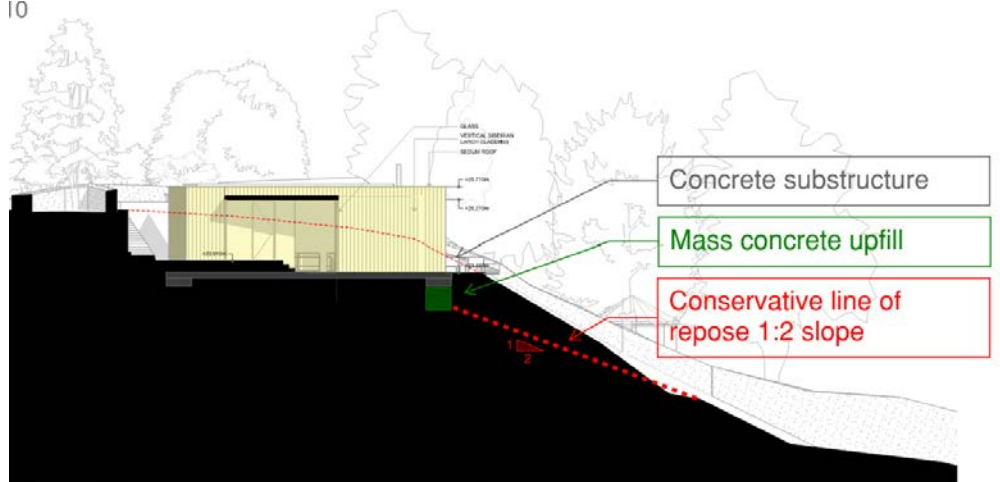 10
GLASS
VERTICAL SIBERIAN
LARCH CLADDING
SEDUM ROOF
Concrete substructure
Mass concrete upfill
Conservative line of
repose 1:2 slope
1
2